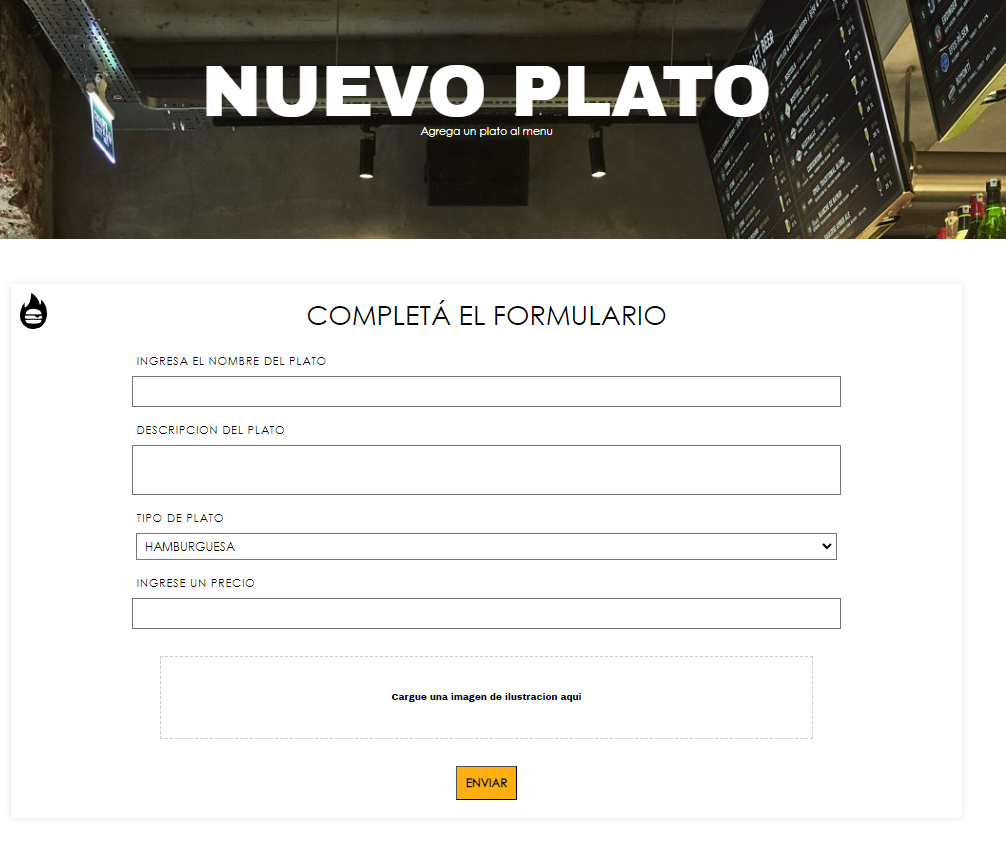 NUEVO PLATO
Agrega un plato al menu
COMPLETÁ EL FORMULARIO
INGRESA EL NOMBRE DEL PLATO
DESCRIPCION DEL PLATO
TIPO DE PLATO
HAMBURGUESA
INGRESE UN PRECIO
Cargue una imagen de ilustracion aqui
ENVIAR